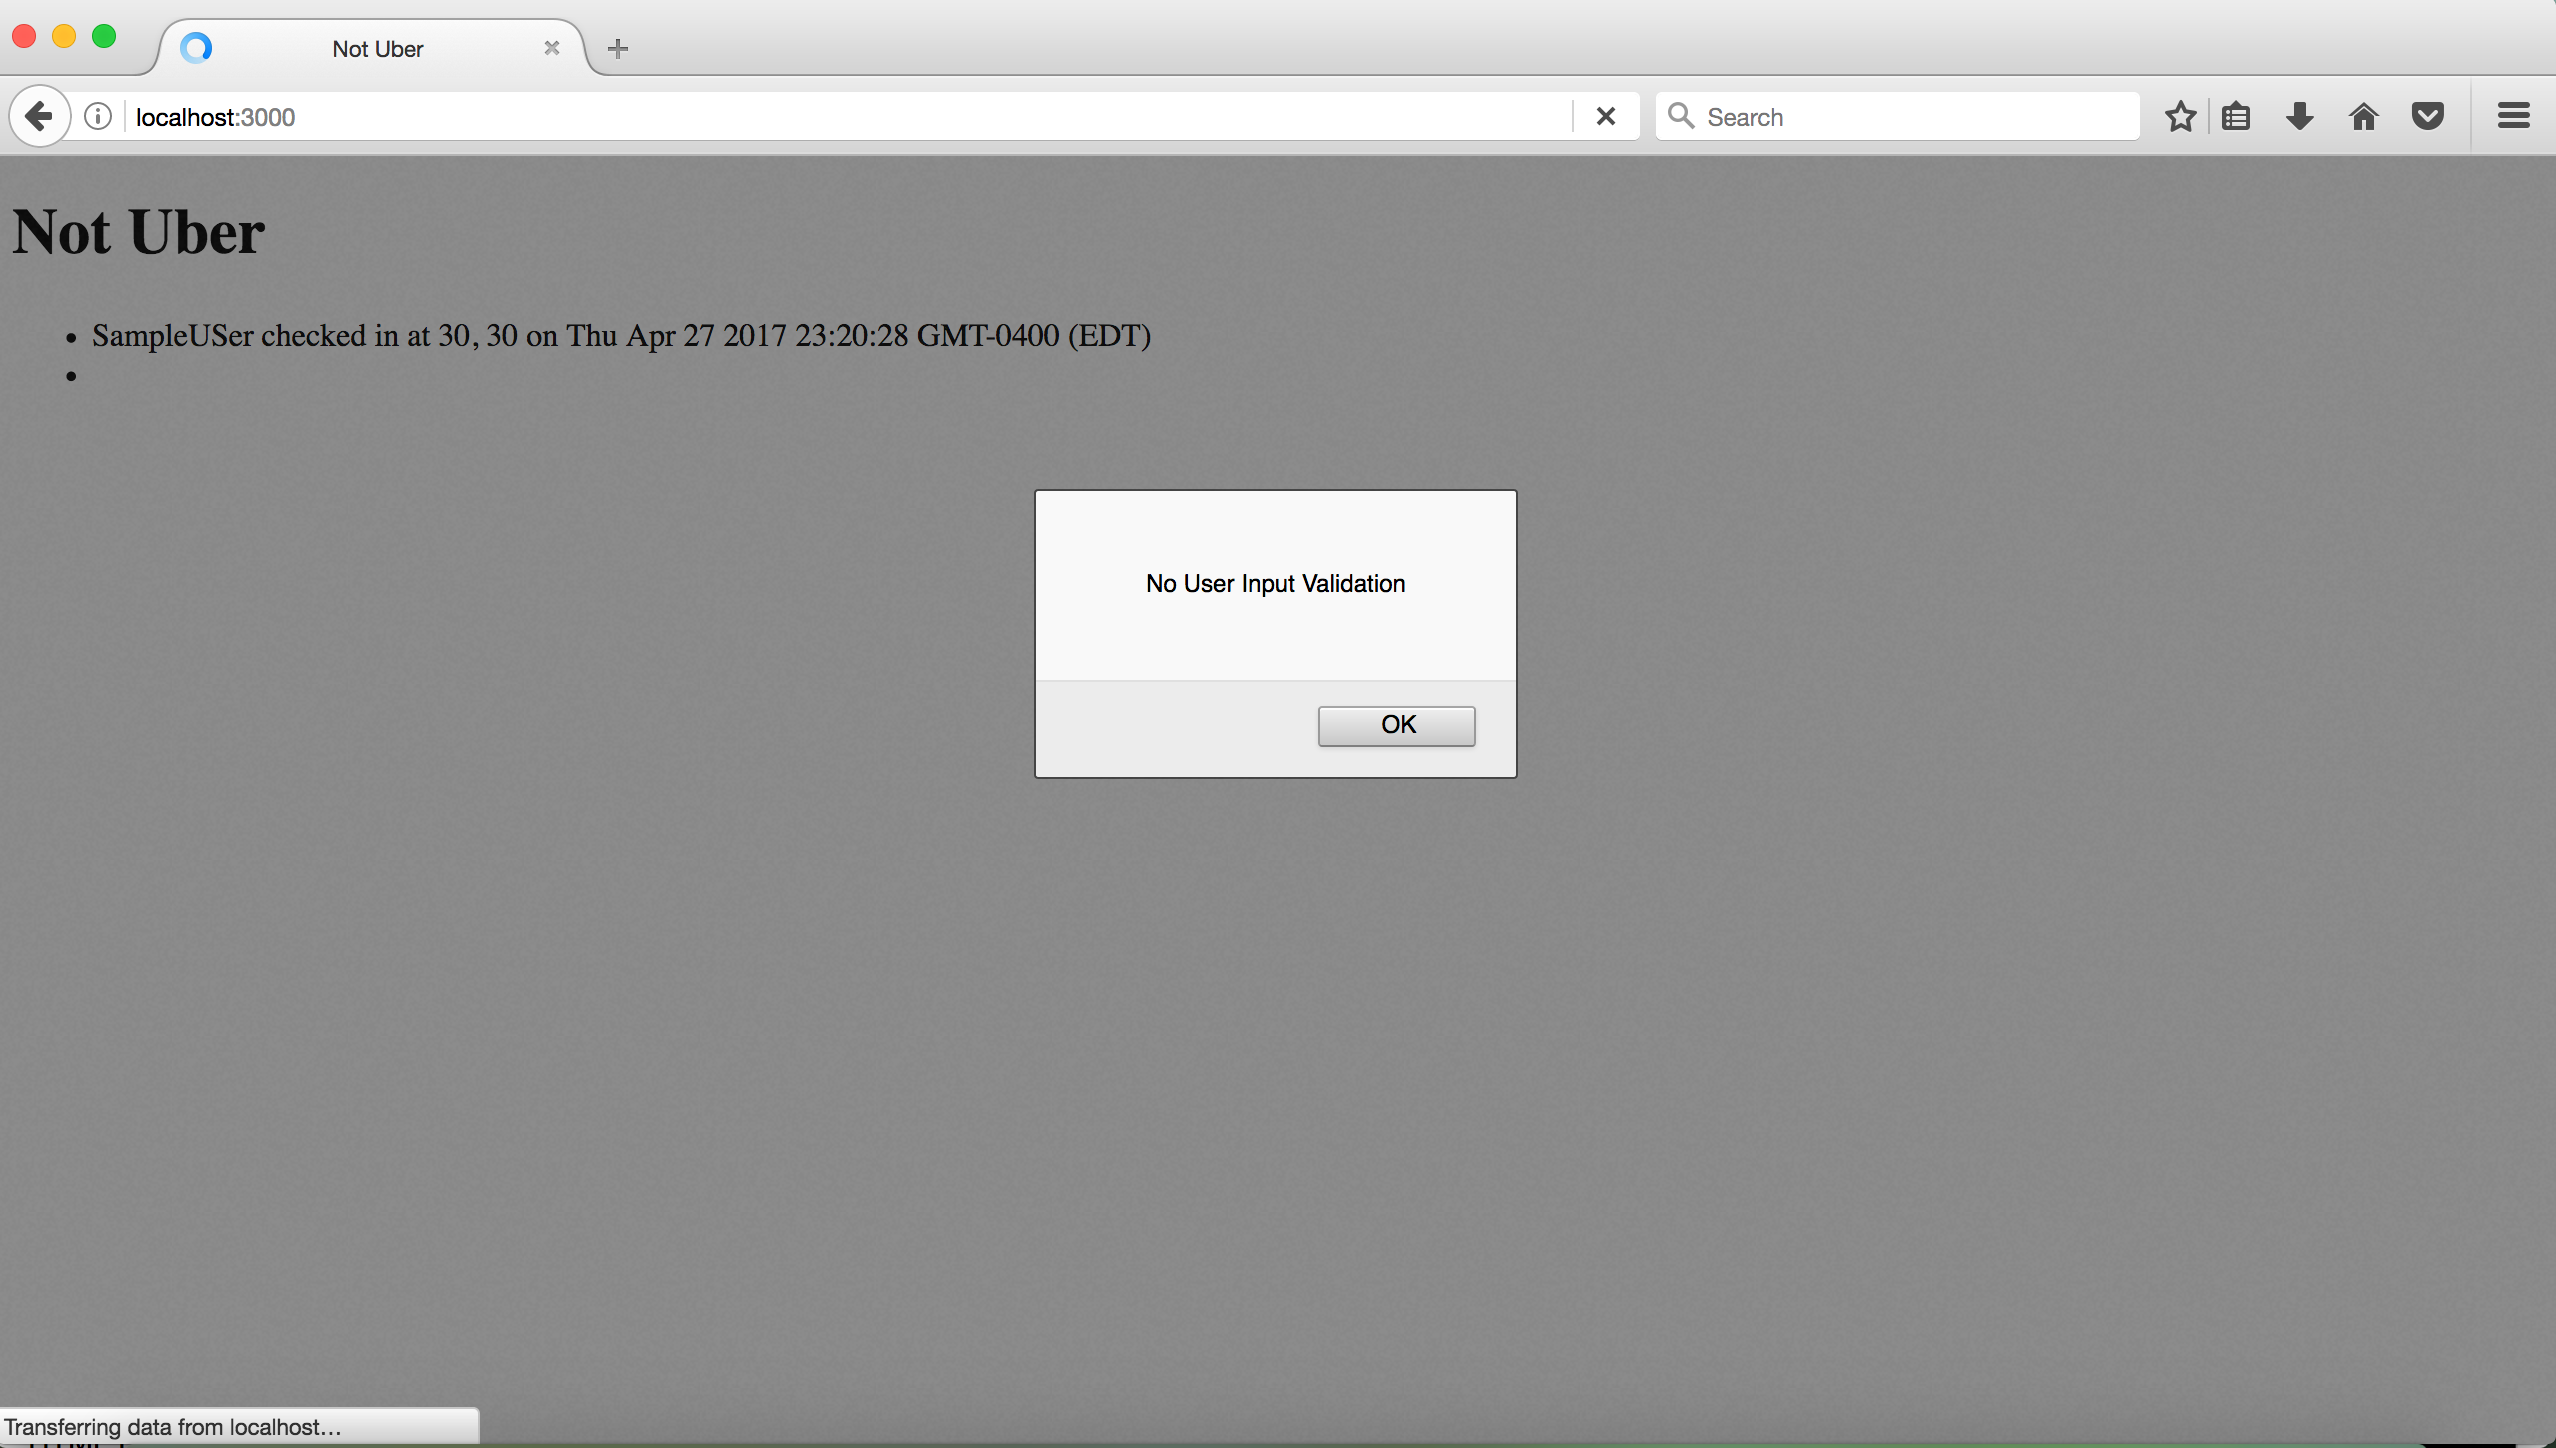 Not Uber
localhost:3000
Search
Not Uber
SampleUSer checked in at 30, 30 on Thu Apr 27 2017 23:20:28 GMT-0400 (EDT)
No User Input Validation
OK
Transferring data from localhost...